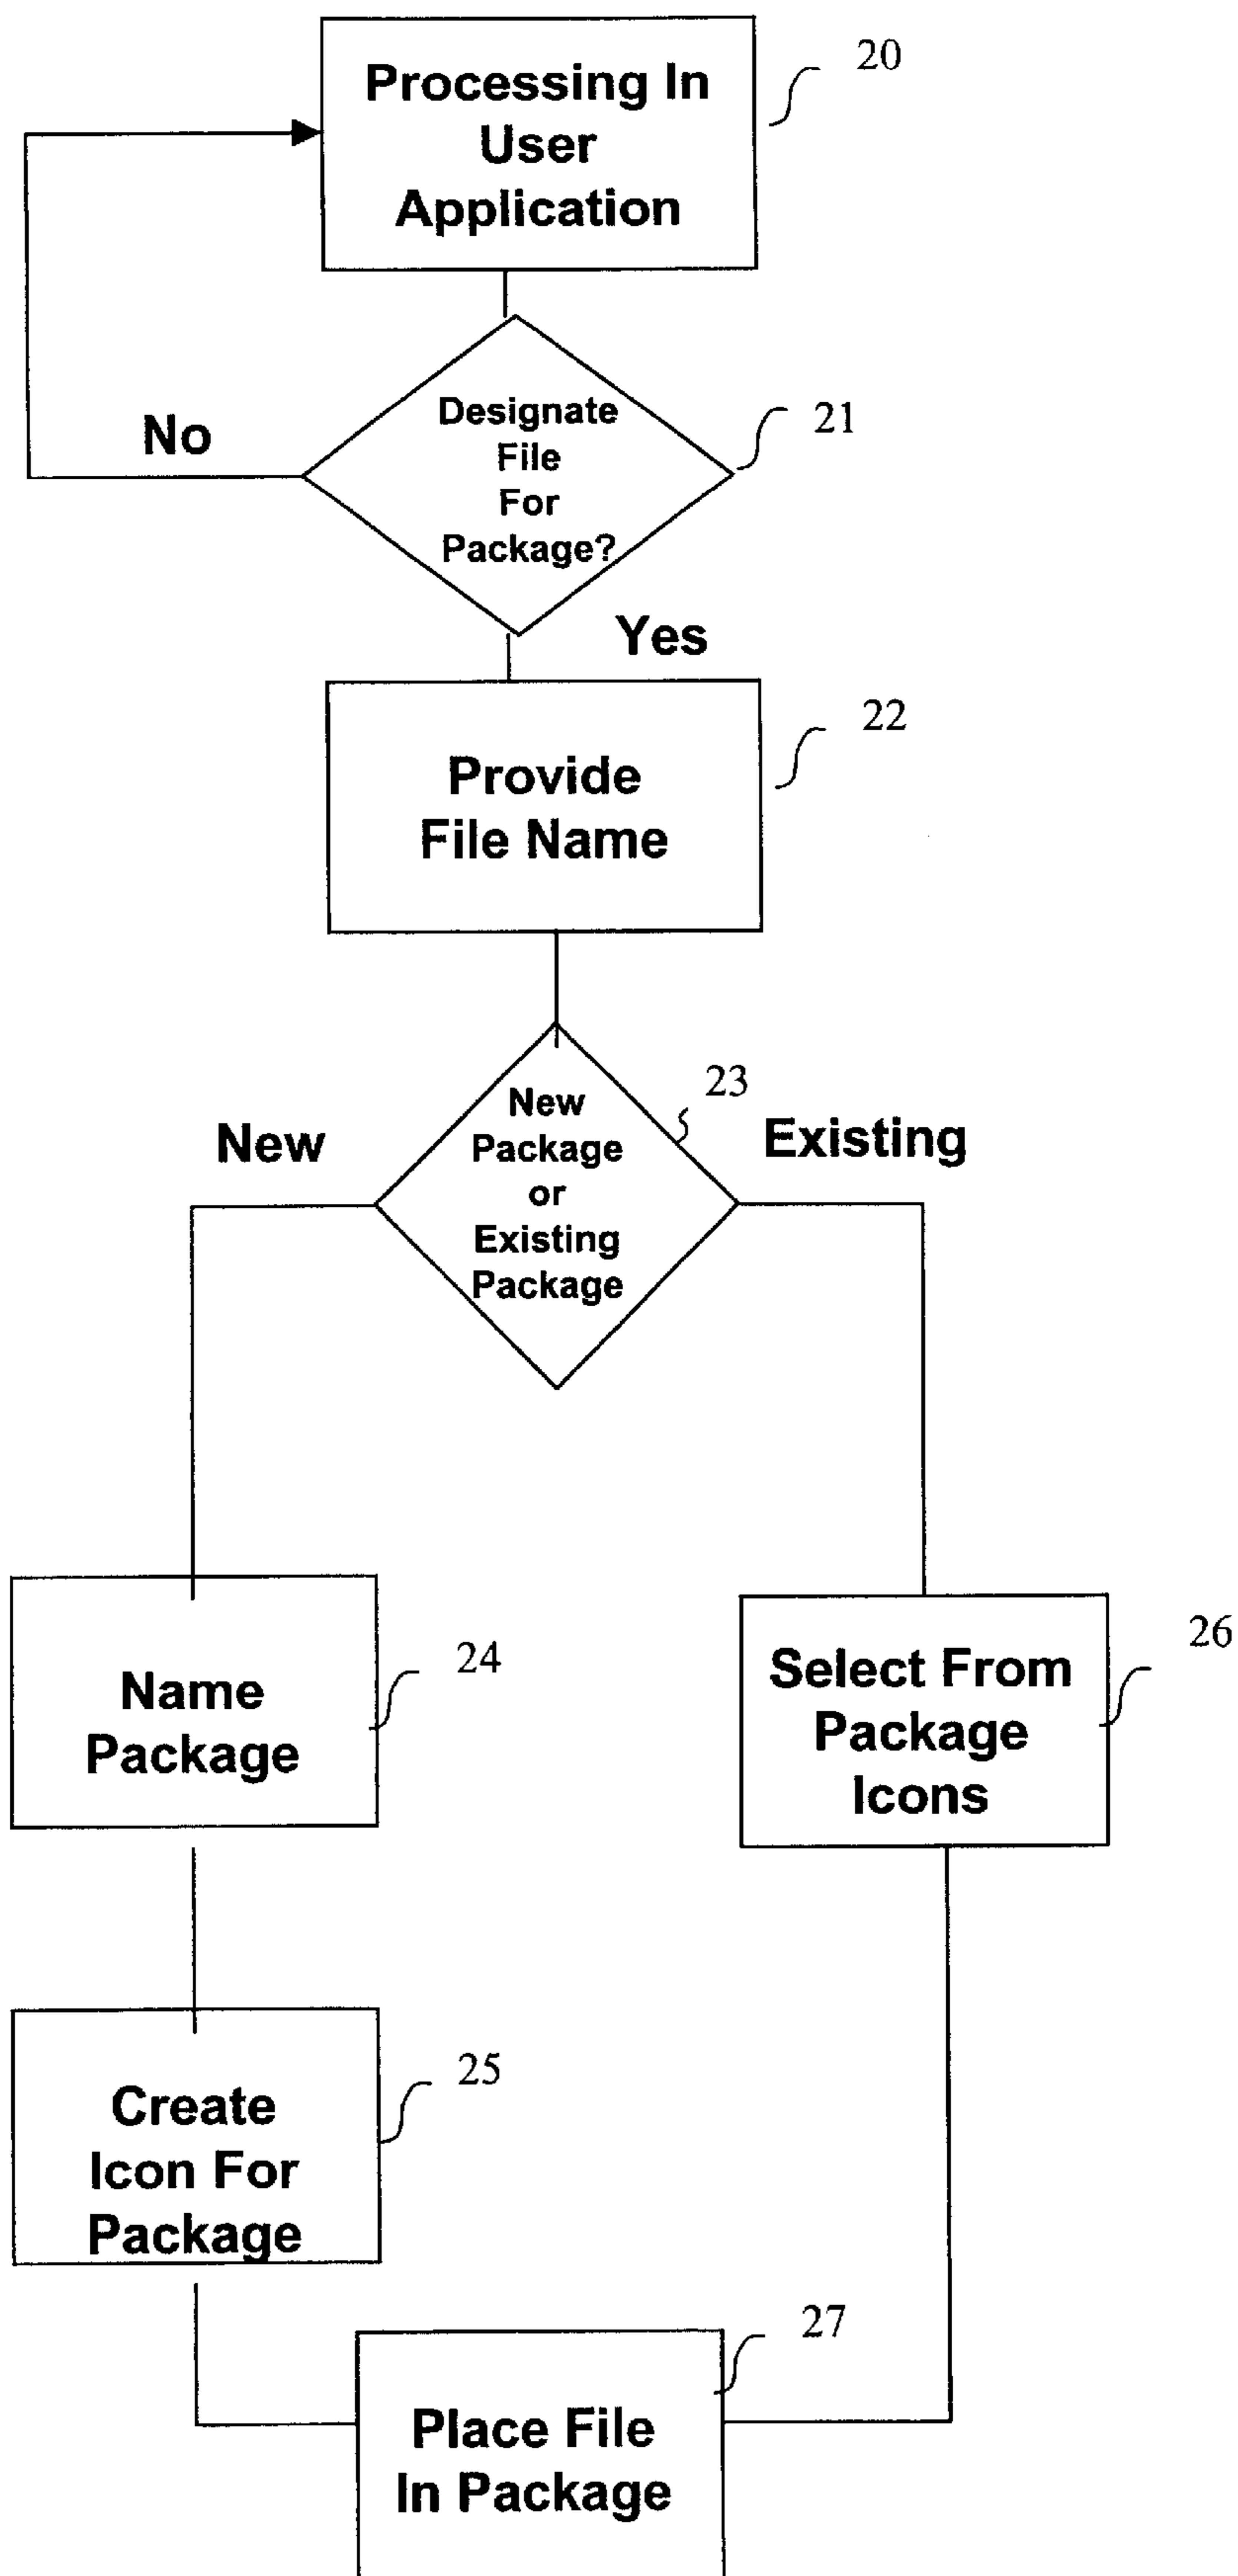 Processing In
User
Application
20
Designate
File
For
Package?
21
No
Yes
Provide
File Name
22
New
Package
or
Existing
Package
23
New
Existing
Name
Package
24
Select From
Package
Icons
26
Create
Icon For
Package
25
Place File
In Package
27